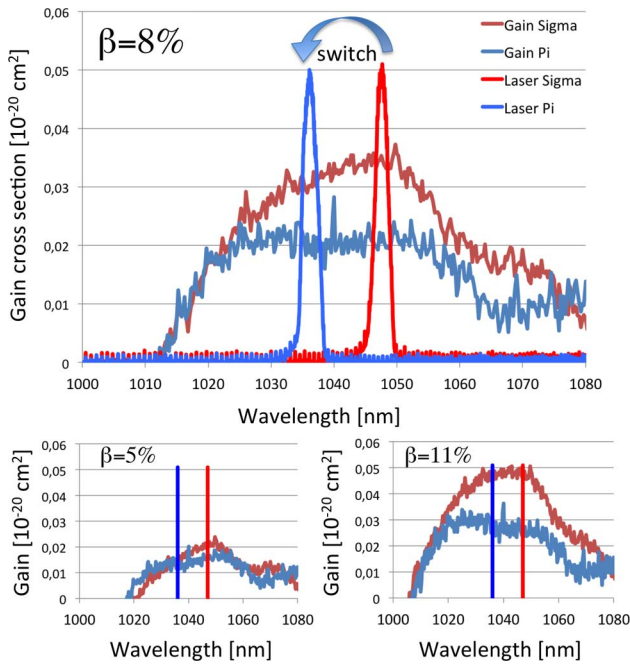 0,06
0,05
0,04
0,03
0,02
0,01
0
Gain cross section [10⁻²⁰ cm²]
β=8%
switch
Gain Sigma
Gain Pi
Laser Sigma
Laser Pi
1000 1010 1020 1030 1040 1050 1060 1070 1080
Wavelength [nm]
0,06
0,05
0,04
0,03
0,02
0,01
0
Gain [10⁻²⁰ cm²]
β=5%
1000 1020 1040 1060 1080
Wavelength [nm]
0,06
0,05
0,04
0,03
0,02
0,01
0
Gain [10⁻²⁰ cm²]
β=11%
1000 1020 1040 1060 1080
Wavelength [nm]